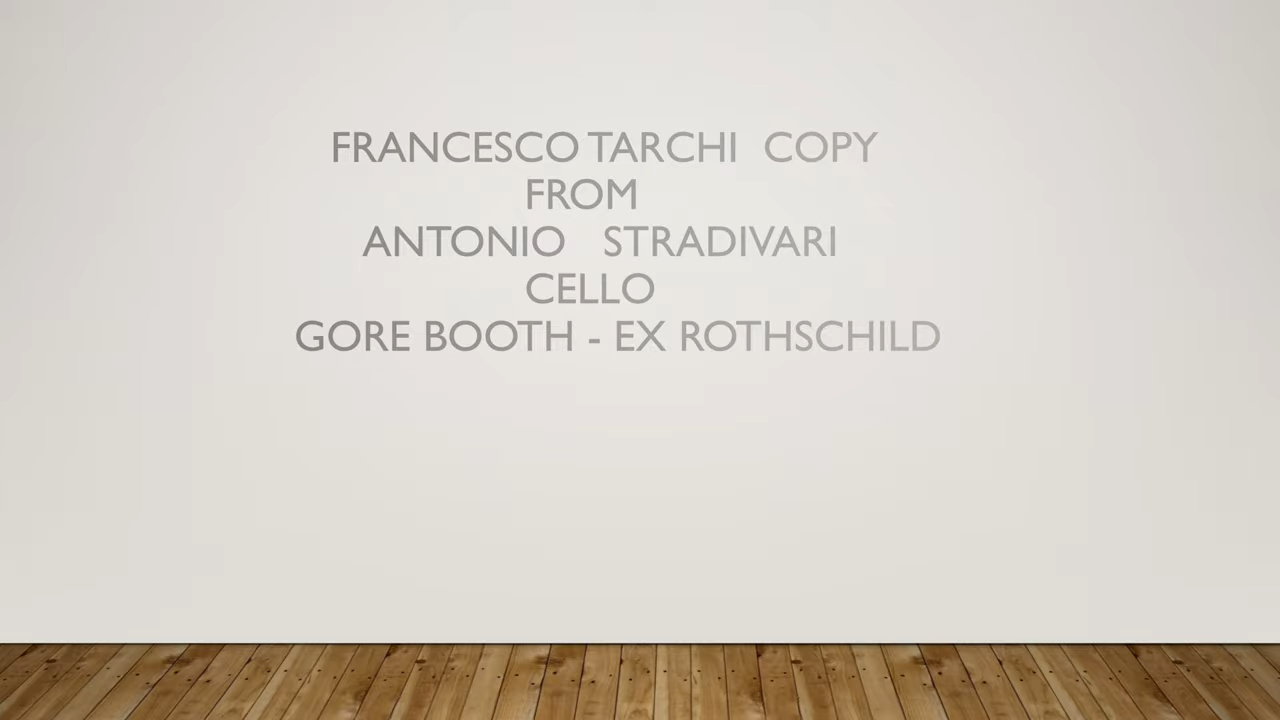 FRANCESCO TARCHI COPY
FROM
ANTONIO STRADIVARI
CELLO
GORE BOOTH - EX ROTHSCHILD